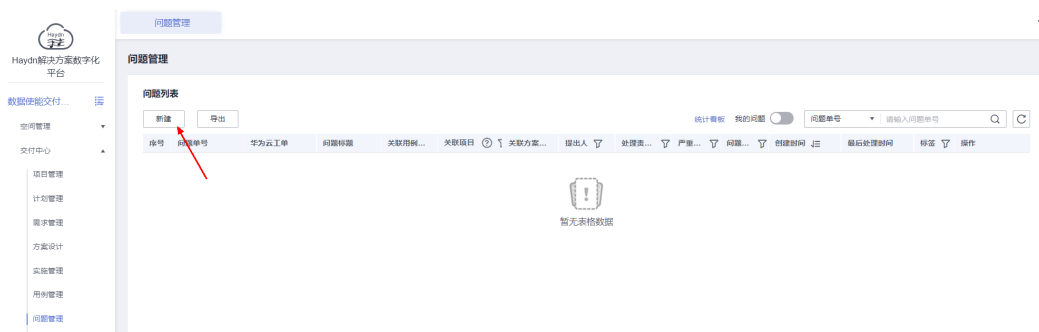 问题管理
Haydn
Haydn解决方案数字化
平台
问题管理
数据使能交付...
问题列表
新建 导出 统计看板 我的问题 问题单号 请输入问题单号
空间管理
序号 问题单号 华为云工单 问题标题 关联用例... 关联项目 关联方案... 提出人 处理责... 严重... 问题... 创建时间 最后处理时间 标签 操作
交付中心
项目管理
计划管理
暂无表格数据
需求管理
方案设计
实施管理
用例管理
问题管理